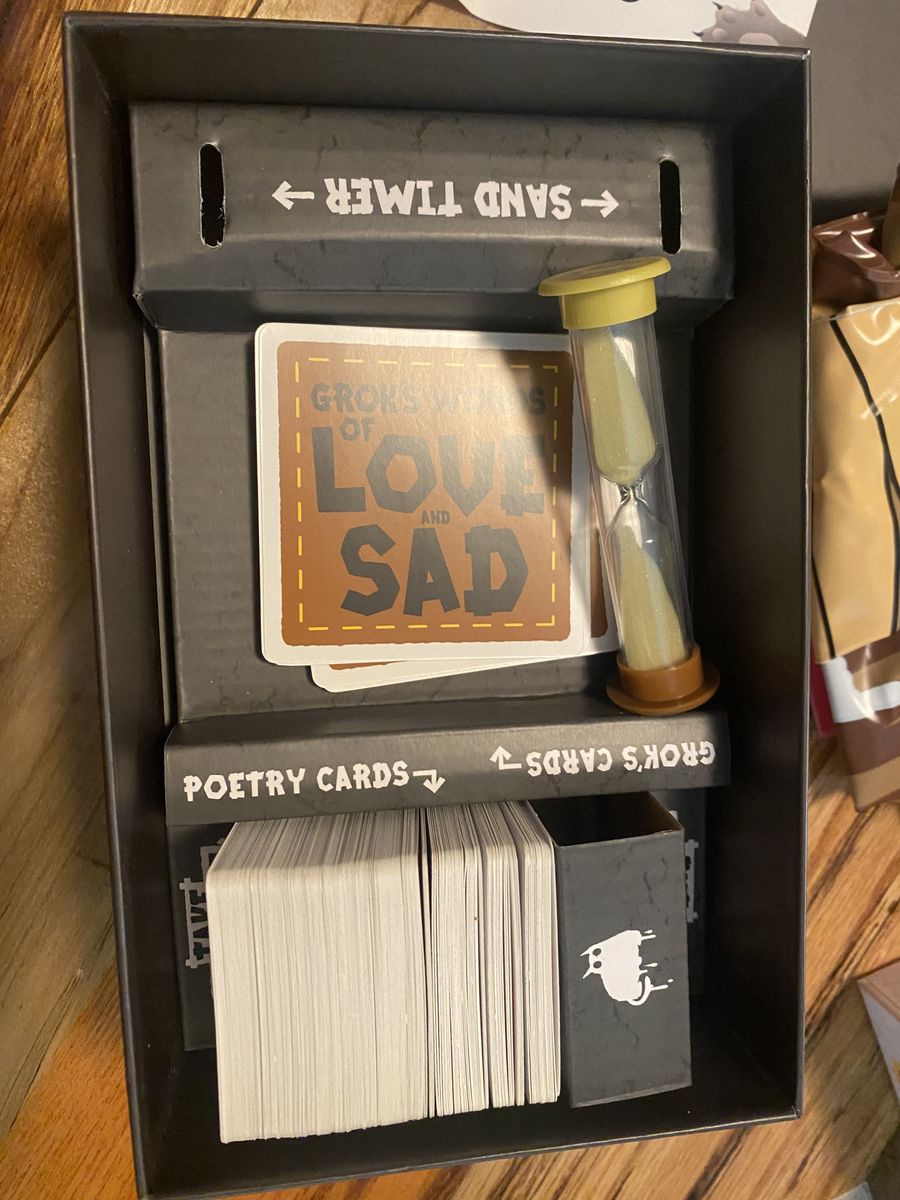 ← SAND TIMER →
GROK'S WORDS
OF
LOVE
AND
SAD
POETRY CARDS
GROK'S CARDS